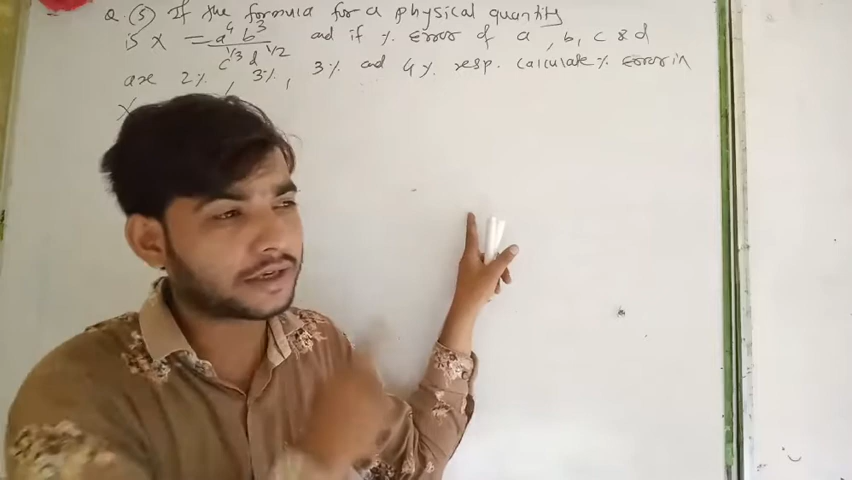 Q.(5) If the formula for a physical quantity
is X = a⁴ b³ / c^1/3 d^1/2 and if % error of a, b, c & d
are 2%, 3%, 3% and 4% resp. calculate % error in
X